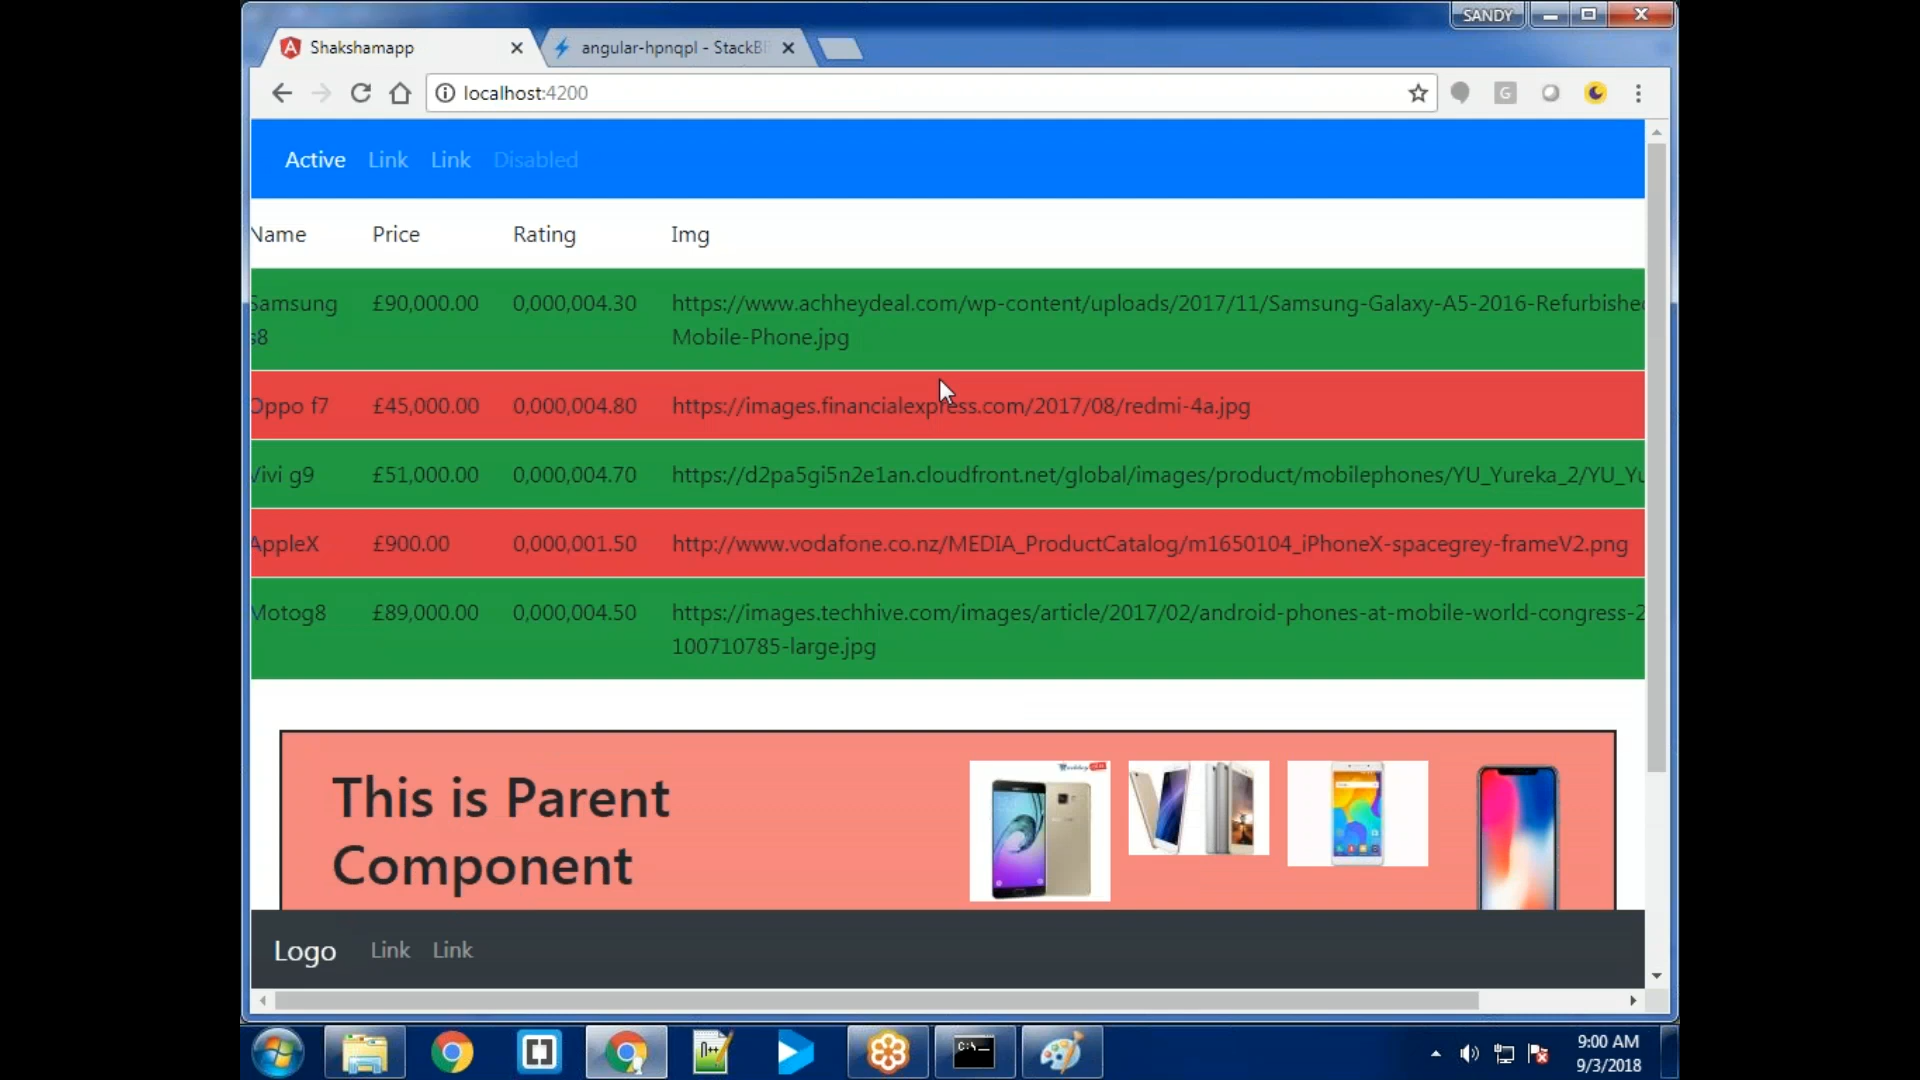 SANDY
Shakshamapp
angular-hpnqpl - StackB
localhost:4200
Active Link Link Disabled
Name Price Rating Img
Samsung £90,000.00 0,000,004.30 https://www.achheydeal.com/wp-content/uploads/2017/11/Samsung-Galaxy-A5-2016-Refurbished
s8 Mobile-Phone.jpg
Oppo f7 £45,000.00 0,000,004.80 https://images.financialexpress.com/2017/08/redmi-4a.jpg
Vivi g9 £51,000.00 0,000,004.70 https://d2pa5gi5n2e1an.cloudfront.net/global/images/product/mobilephones/YU_Yureka_2/YU_Yu
AppleX £900.00 0,000,001.50 http://www.vodafone.co.nz/MEDIA_ProductCatalog/m1650104_iPhoneX-spacegrey-frameV2.png
Motog8 £89,000.00 0,000,004.50 https://images.techhive.com/images/article/2017/02/android-phones-at-mobile-world-congress-2
100710785-large.jpg
This is Parent
Component
Logo Link Link
9:00 AM
9/3/2018